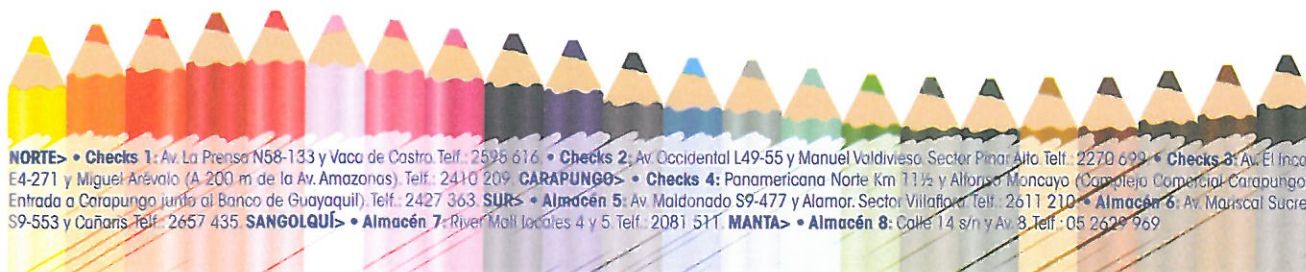 NORTE> • Checks 1: Av. La Prensa N58-133 y Vaca de Castro. Telf.: 2595 616. • Checks 2: Av. Occidental L49-55 y Manuel Valdivieso. Sector Pinar Alto. Telf.: 2270 699 • Checks 3: Av. El Inca
E4-271 y Miguel Arévalo (A 200 m de la Av. Amazonas). Telf.: 2410 209. CARAPUNGO> • Checks 4: Panamericana Norte Km 11½ y Alfonso Moncayo (Complejo Comercial Carapungo.
Entrada a Carapungo junto al Banco de Guayaquil). Telf.: 2427 363. SUR> • Almacén 5: Av. Maldonado S9-477 y Alamor. Sector Villaflora. Telf.: 2611 210 • Almacén 6: Av. Mariscal Sucre
S9-553 y Cañaris. Telf.: 2657 435. SANGOLQUÍ> • Almacén 7: River Mall locales 4 y 5. Telf.: 2081 511. MANTA> • Almacén 8: Calle 14 s/n y Av. 8. Telf.: 05 2629 969